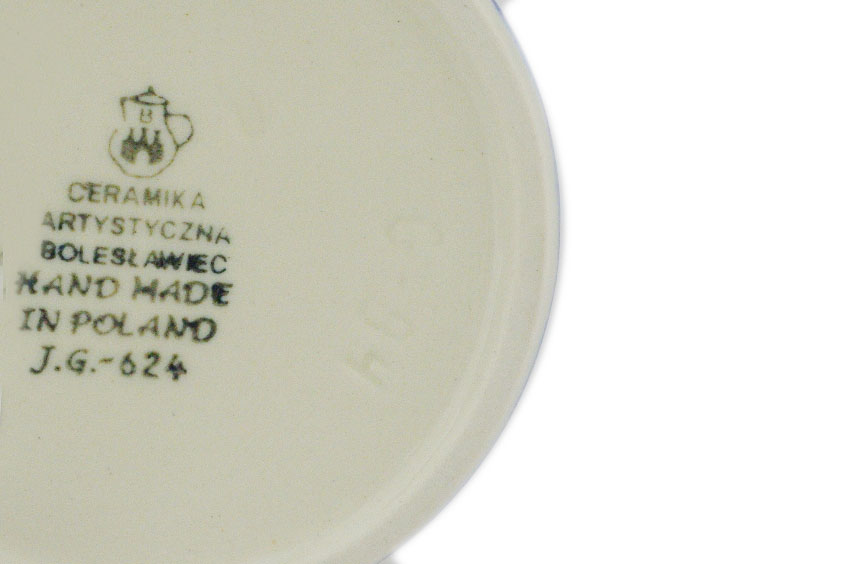 B
CERAMIKA
ARTYSTYCZNA
BOLESŁAWIEC
HAND MADE
IN POLAND
J.G.-624